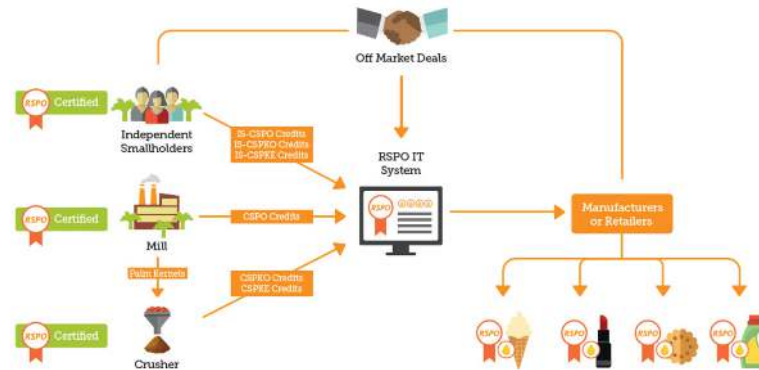 Off Market Deals
RSPO Certified
Independent
Smallholders
IS-CSPO Credits
IS-CSPKO Credits
IS-CSPKE Credits
RSPO IT
System
RSPO
RSPO Certified
Mill
CSPO Credits
Manufacturers
or Retailers
Palm Kernels
CSPKO Credits
CSPKE Credits
RSPO Certified
Crusher
RSPO
RSPO
RSPO
RSPO